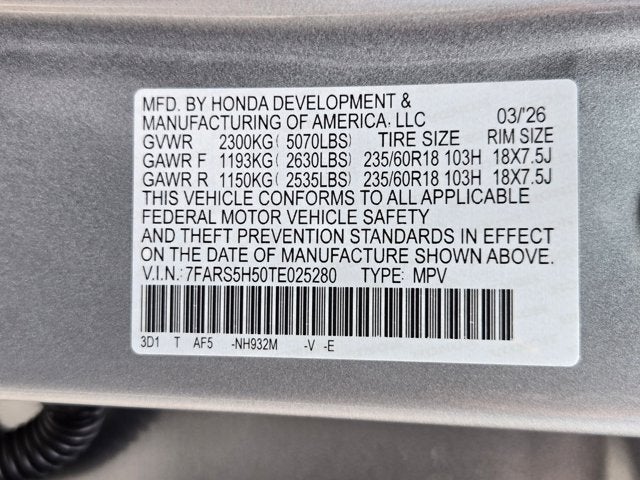 MFD. BY HONDA DEVELOPMENT &
MANUFACTURING OF AMERICA, LLC 03/'26
GVWR 2300KG( 5070LBS) TIRE SIZE RIM SIZE
GAWR F 1193KG( 2630LBS) 235/60R18 103H 18X7.5J
GAWR R 1150KG( 2535LBS) 235/60R18 103H 18X7.5J
THIS VEHICLE CONFORMS TO ALL APPLICABLE
FEDERAL MOTOR VEHICLE SAFETY
AND THEFT PREVENTION STANDARDS IN EFFECT
ON THE DATE OF MANUFACTURE SHOWN ABOVE.
V.I.N.: 7FARS5H50TE025280 TYPE: MPV
3D1 T AF5 -NH932M -V -E